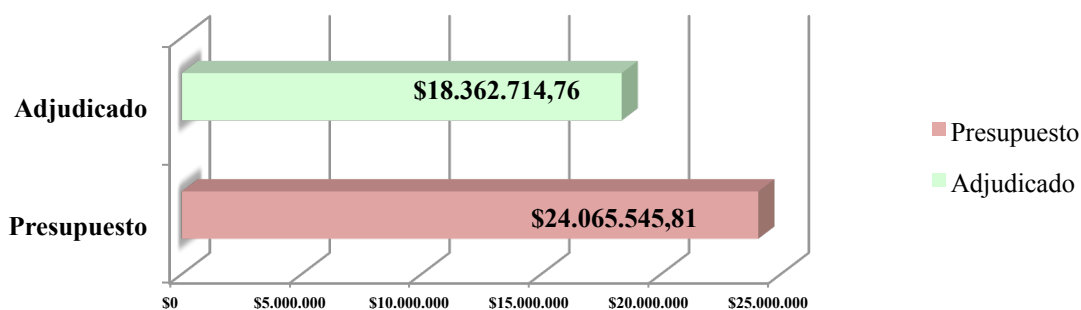 Adjudicado
$18.362.714,76
Presupuesto
$24.065.545,81
$0 $5.000.000 $10.000.000 $15.000.000 $20.000.000 $25.000.000
Presupuesto
Adjudicado